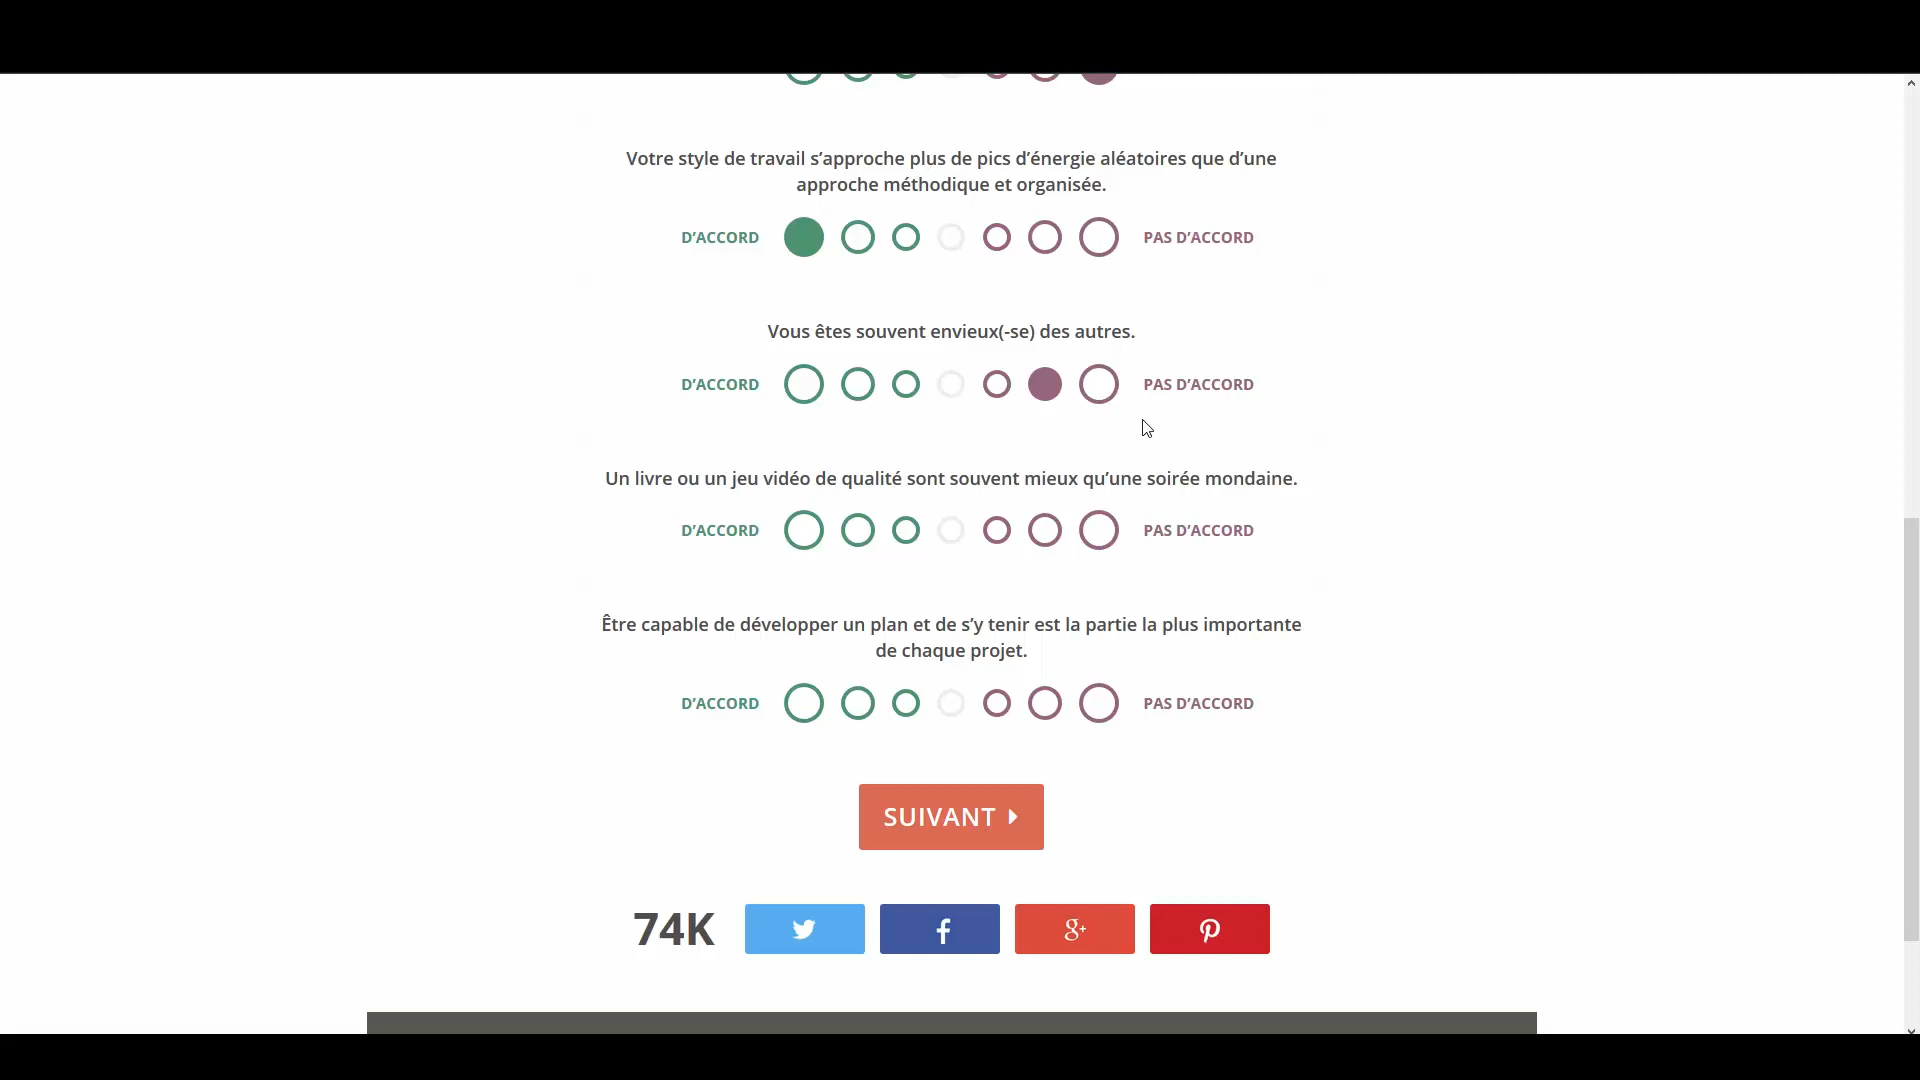 Votre style de travail s’approche plus de pics d’énergie aléatoires que d’une
approche méthodique et organisée.
D’ACCORD PAS D’ACCORD
Vous êtes souvent envieux(-se) des autres.
D’ACCORD PAS D’ACCORD
Un livre ou un jeu vidéo de qualité sont souvent mieux qu’une soirée mondaine.
D’ACCORD PAS D’ACCORD
Être capable de développer un plan et de s’y tenir est la partie la plus importante
de chaque projet.
D’ACCORD PAS D’ACCORD
SUIVANT
74K